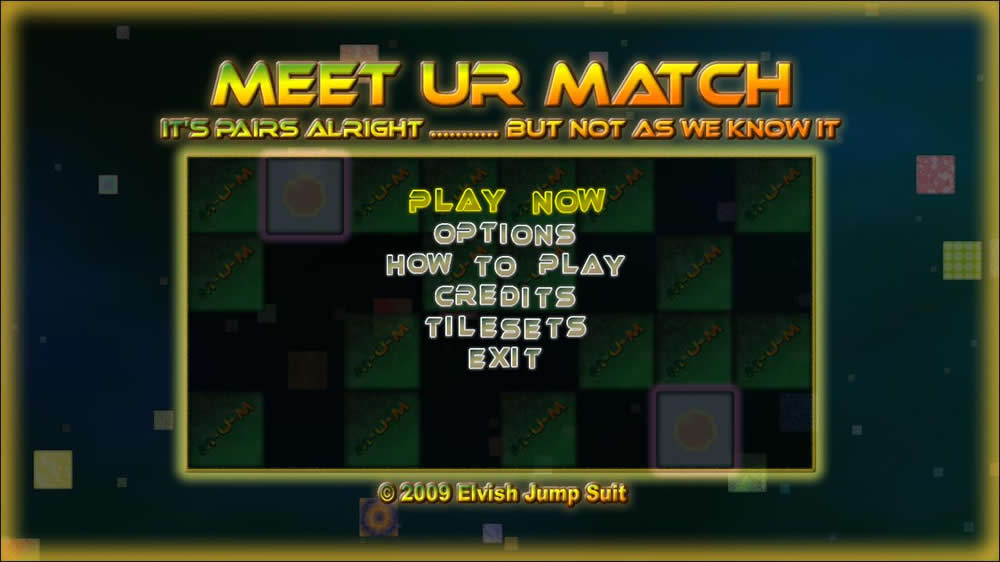 MEET UR MATCH
IT'S PAIRS ALRIGHT ........... BUT NOT AS WE KNOW IT
PLAY NOW
OPTIONS
HOW TO PLAY
CREDITS
TILESETS
EXIT
© 2009 Elvish Jump Suit